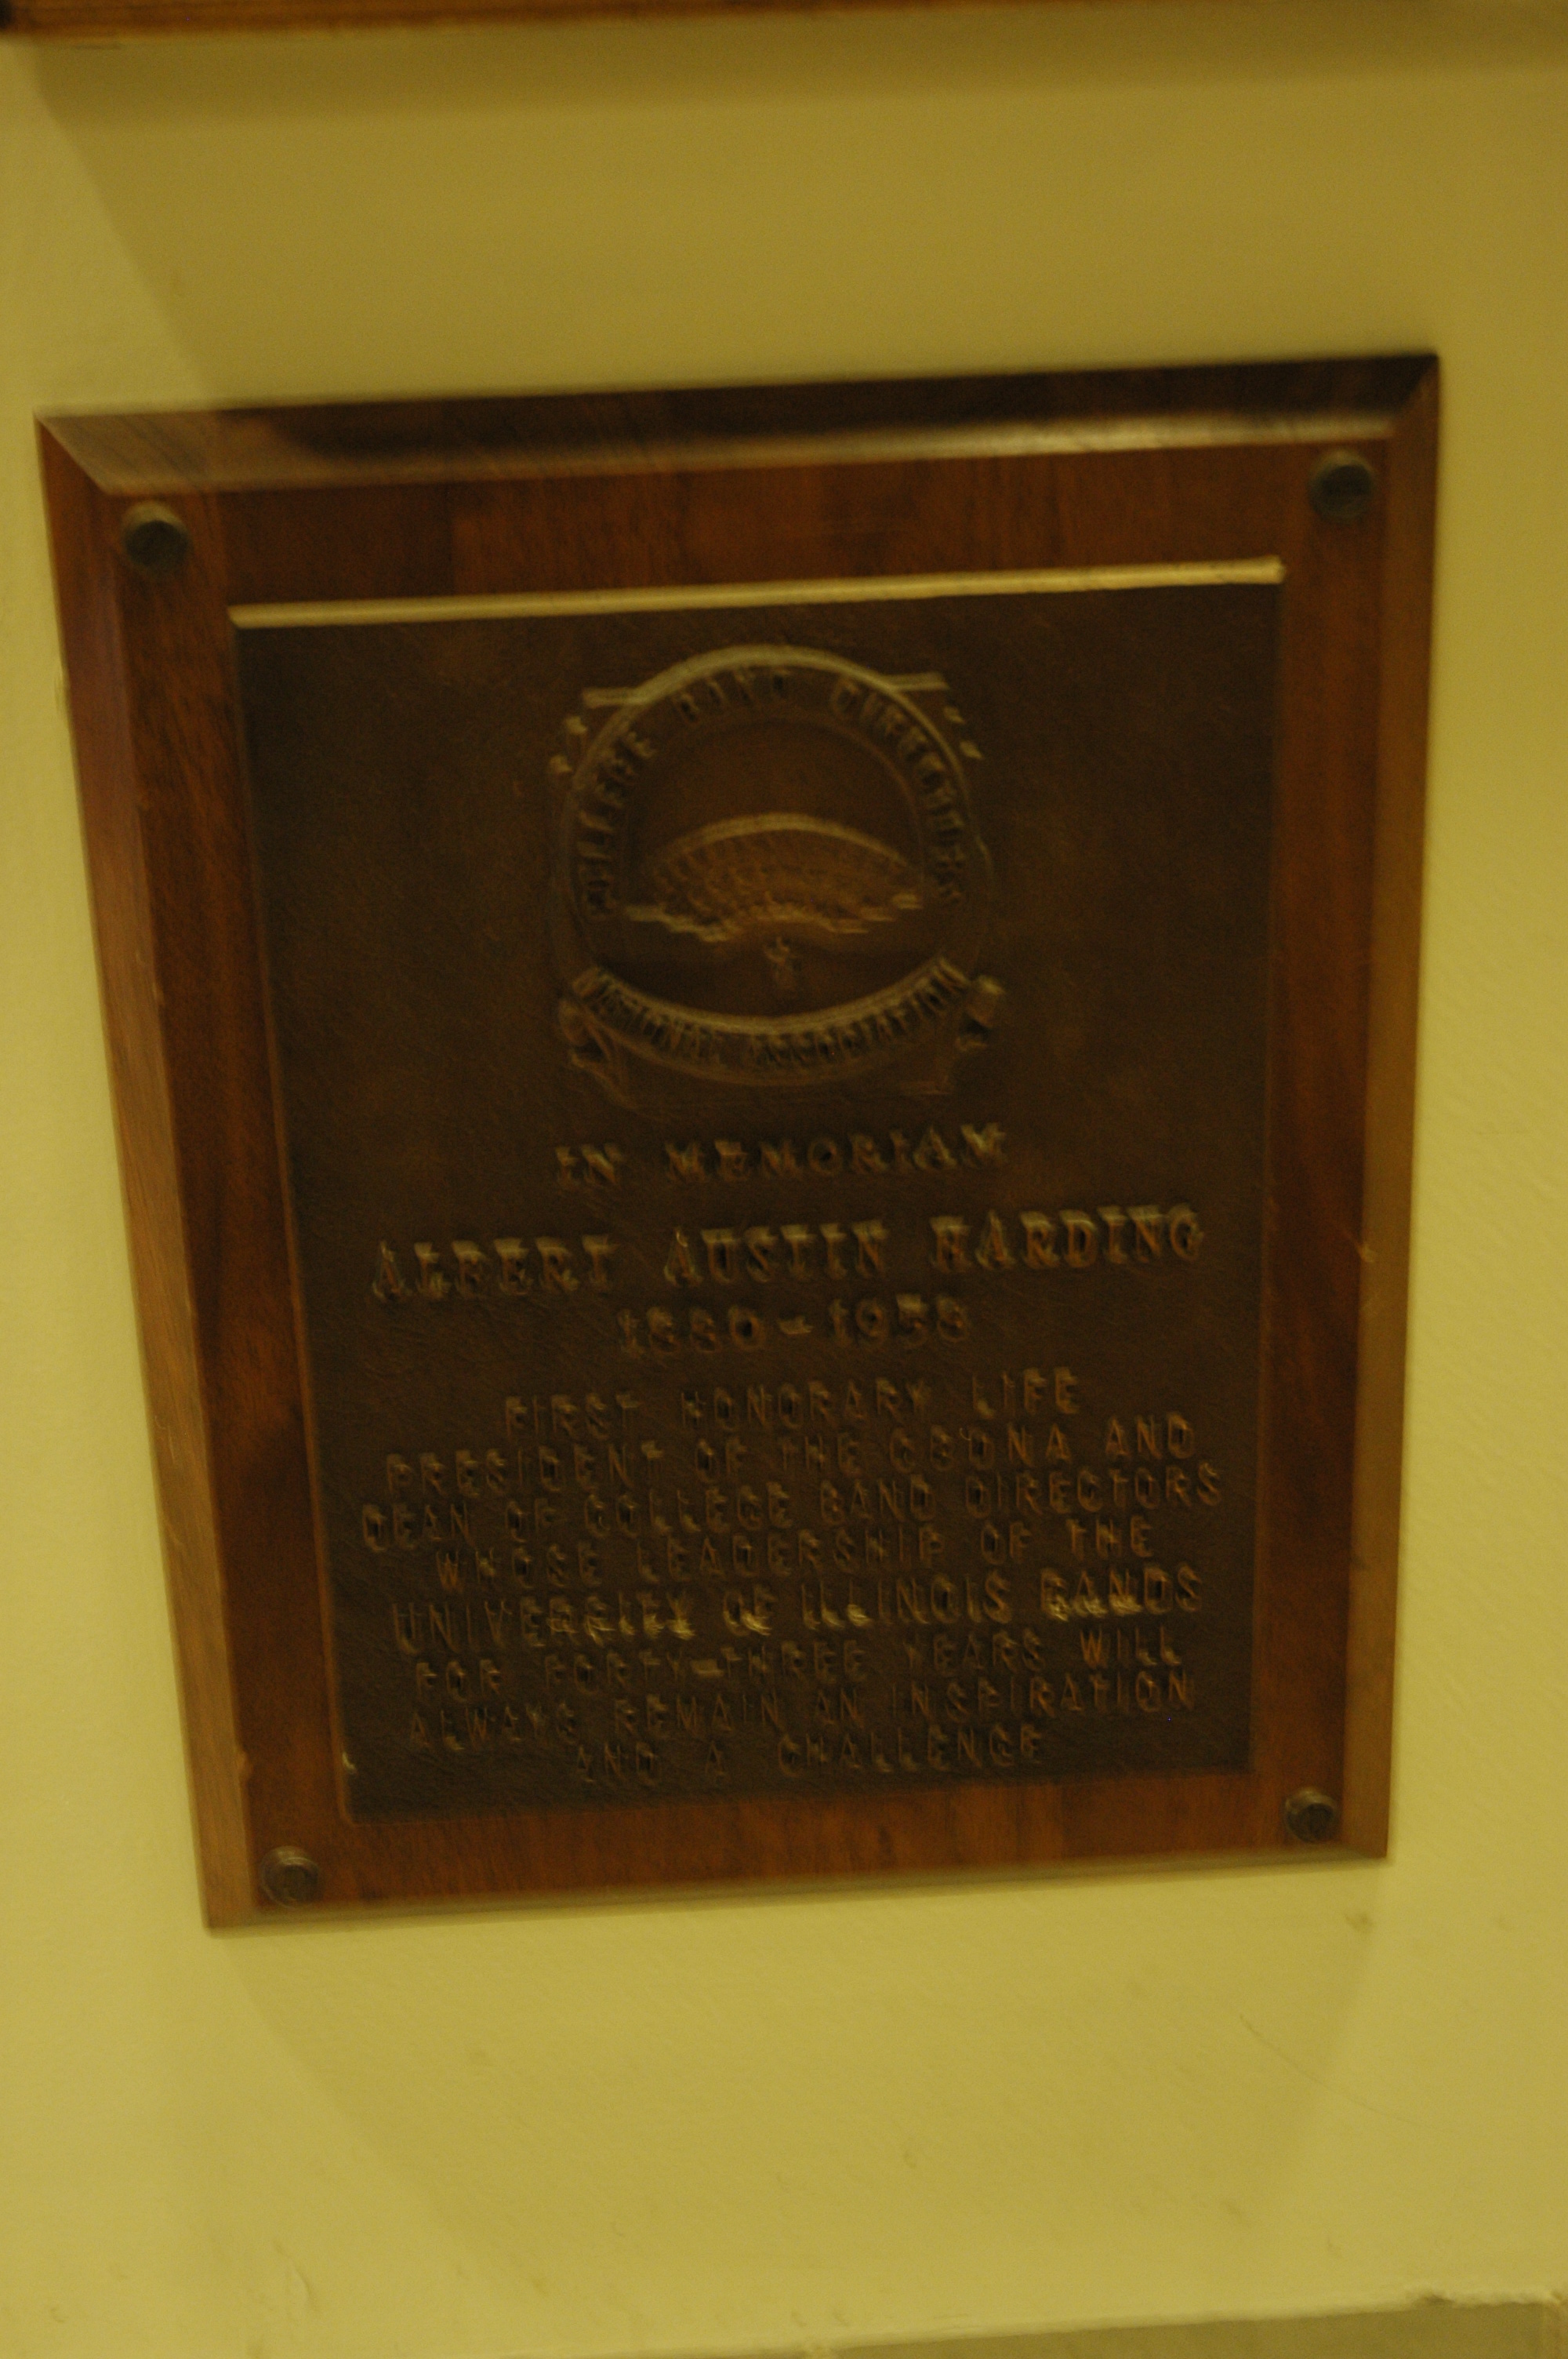 COLLEGE BAND DIRECTORS
NATIONAL ASSOCIATION
IN MEMORIAM
ALBERT AUSTIN HARDING
1880-1958
FIRST HONORARY LIFE
PRESIDENT OF THE CBDNA AND
DEAN OF COLLEGE BAND DIRECTORS
WHOSE LEADERSHIP OF THE
UNIVERSITY OF ILLINOIS BANDS
FOR FORTY-THREE YEARS WILL
ALWAYS REMAIN AN INSPIRATION
AND A CHALLENGE